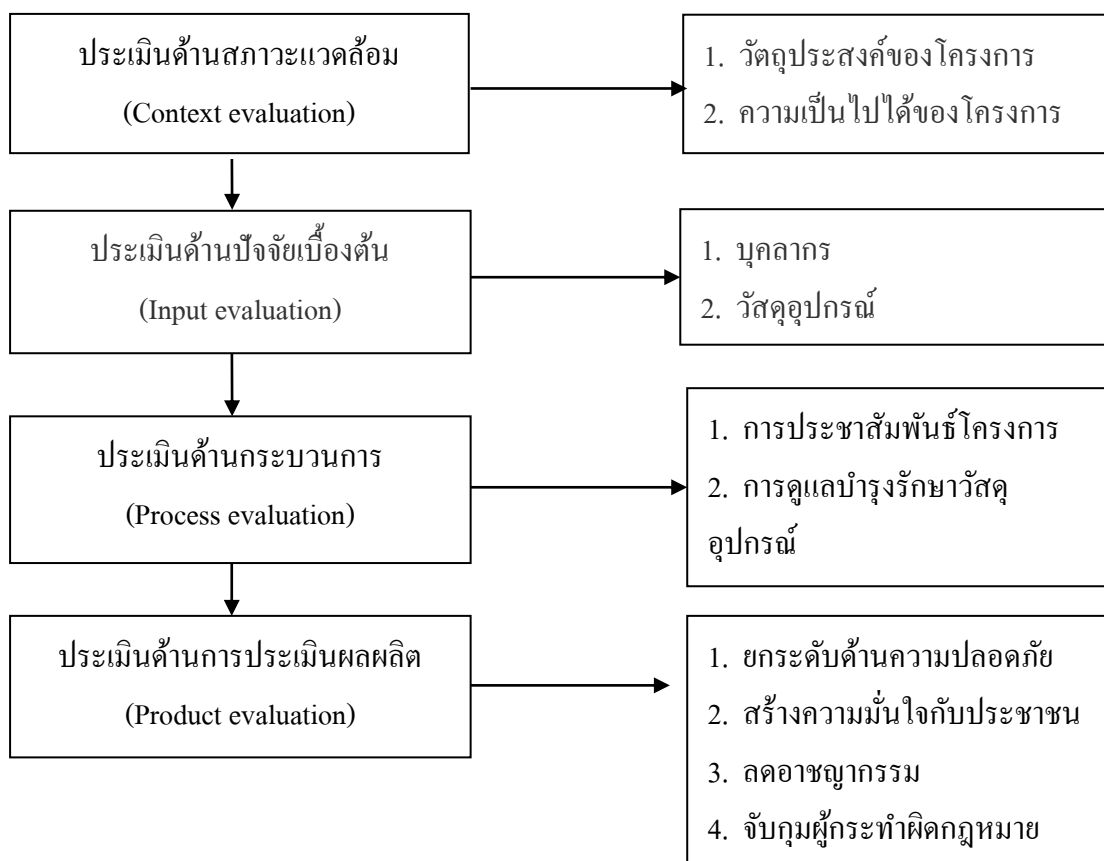 ประเมินด้านสภาวะแวดล้อม
(Context evaluation)
1. วัตถุประสงค์ของโครงการ
2. ความเป็นไปได้ของโครงการ
ประเมินด้านปัจจัยเบื้องต้น
(Input evaluation)
1. บุคลากร
2. วัสดุอุปกรณ์
ประเมินด้านกระบวนการ
(Process evaluation)
1. การประชาสัมพันธ์โครงการ
2. การดูแลบำรุงรักษาวัสดุ
อุปกรณ์
ประเมินด้านการประเมินผลผลิต
(Product evaluation)
1. ยกระดับด้านความปลอดภัย
2. สร้างความมั่นใจกับประชาชน
3. ลดอาชญากรรม
4. จับกุมผู้กระทำผิดกฎหมาย